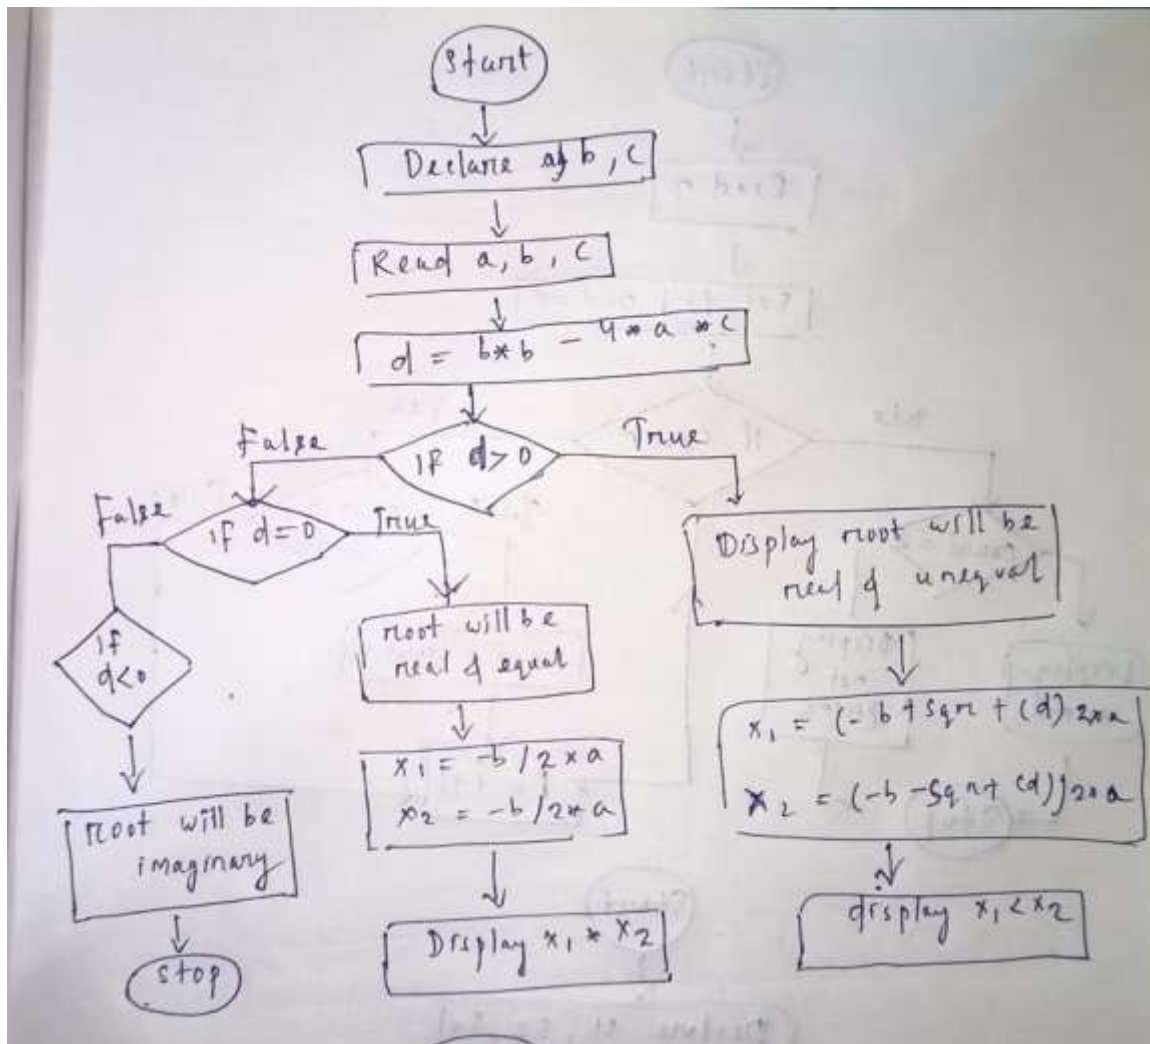 Start
Declare a, b, c
Read a, b, c
d = b*b - 4*a*c
if d>0
False
True
if d=0
False
True
Display root will be
real & unequal
if
d<0
root will be
real & equal
x1 = (-b+sqrt(d)/2*a
x2 = (-b-sqrt(d))/2*a
x1 = -b/2*a
x2 = -b/2*a
root will be
imaginary
display x1 & x2
Display x1 * x2
stop